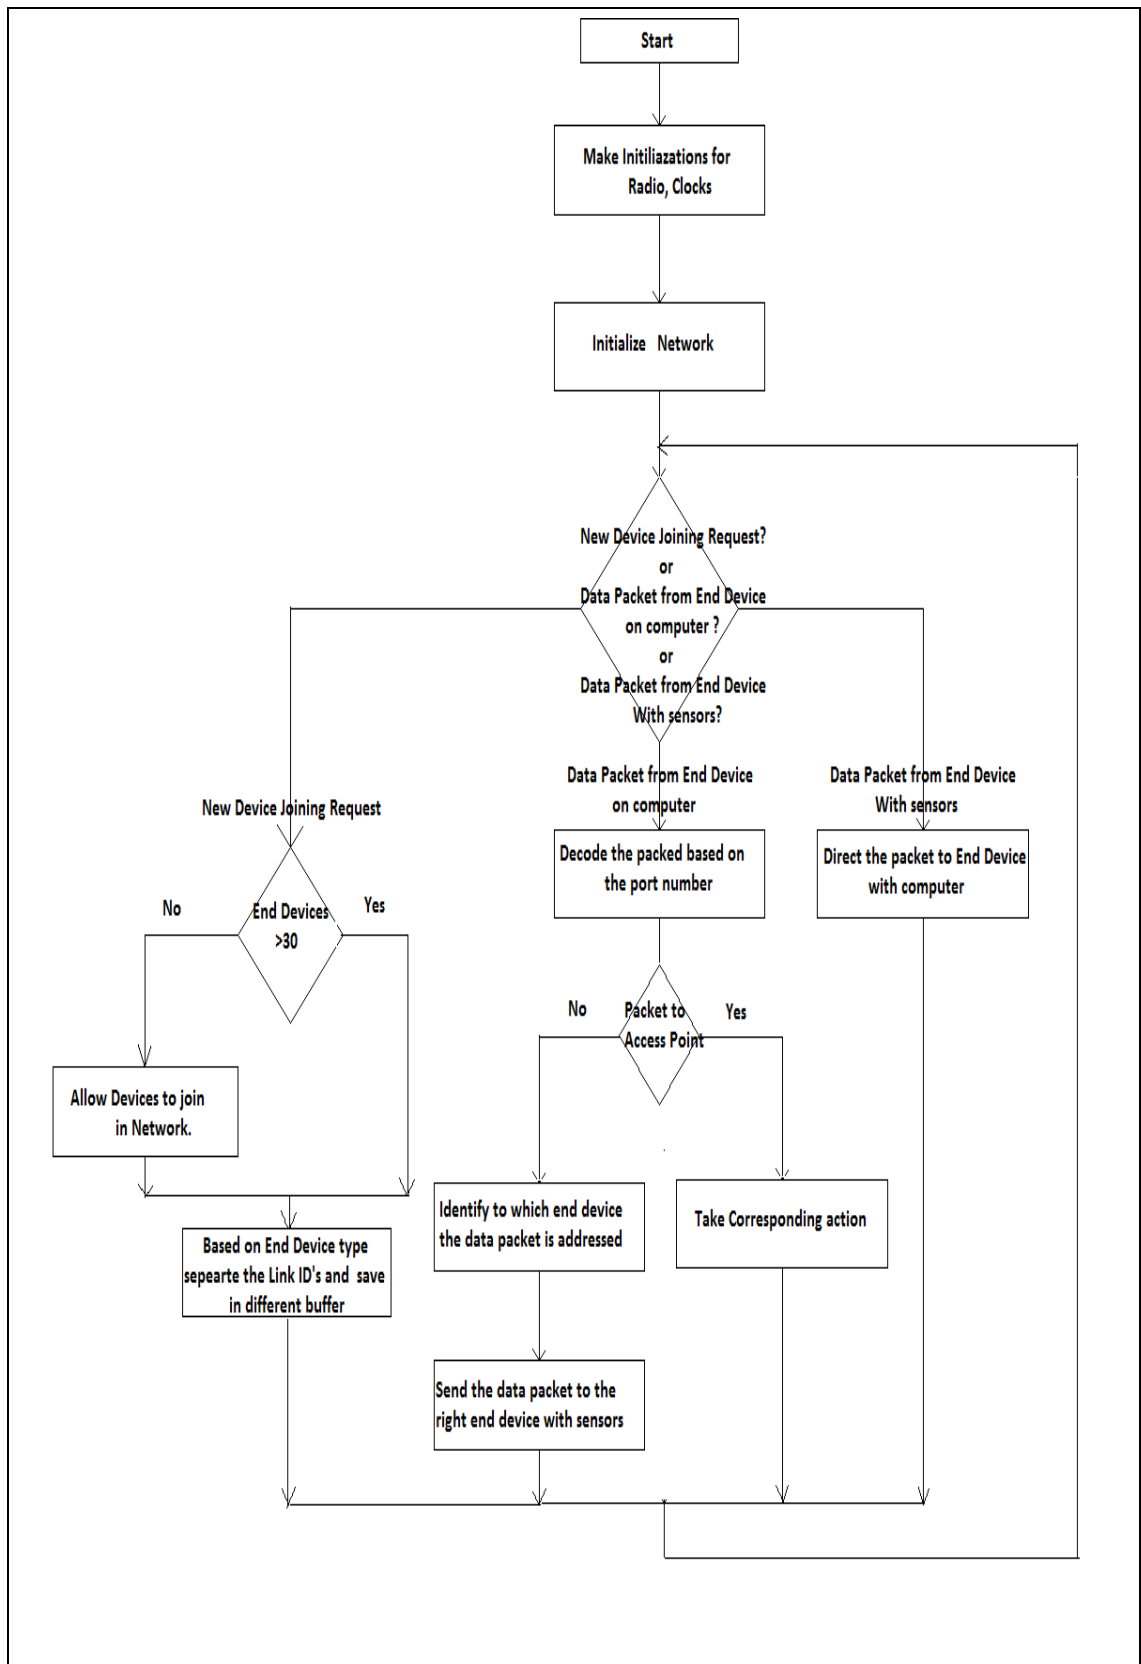 Start
Make Initiliazations for
Radio, Clocks
Initialize Network
New Device Joining Request?
or
Data Packet from End Device
on computer ?
or
Data Packet from End Device
With sensors?
New Device Joining Request
Data Packet from End Device
on computer
Data Packet from End Device
With sensors
No
End Devices
>30
Yes
Decode the packed based on
the port number
Direct the packet to End Device
with computer
No
Packet to
Access Point
Yes
Allow Devices to join
in Network.
Based on End Device type
sepearte the Link ID's and save
in different buffer
Identify to which end device
the data packet is addressed
Take Corresponding action
Send the data packet to the
right end device with sensors